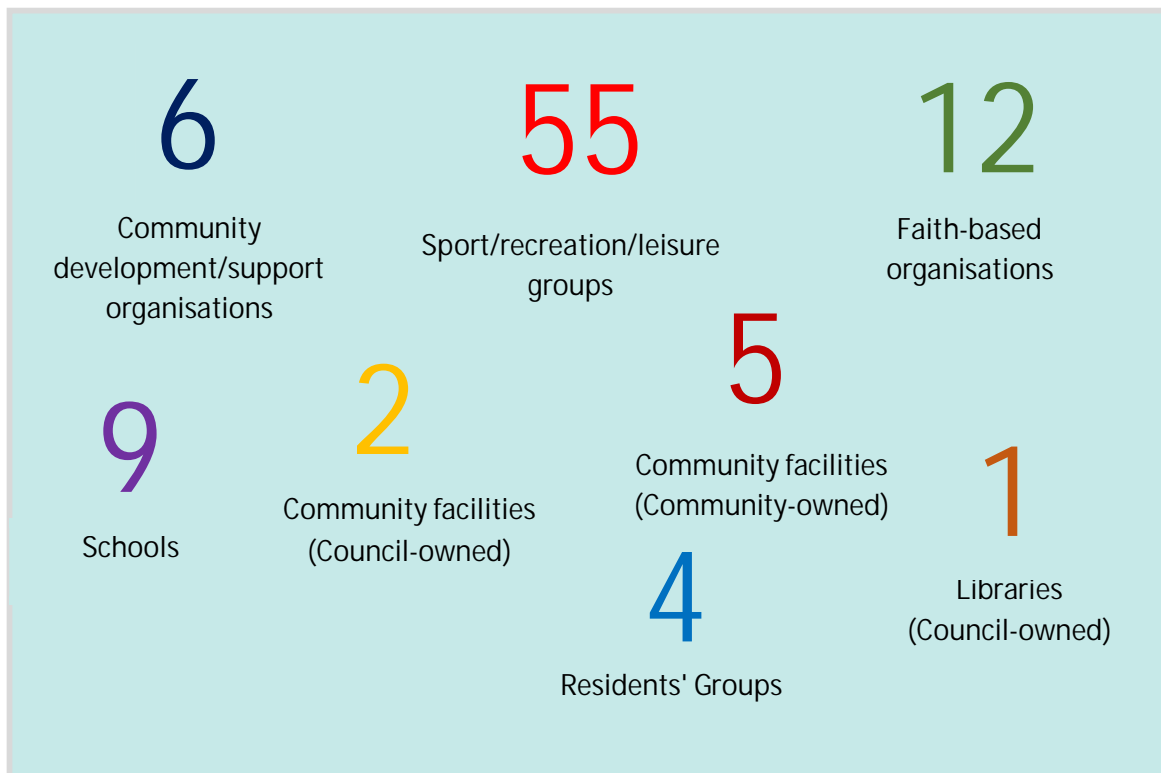 6
Community
development/support
organisations
55
Sport/recreation/leisure
groups
12
Faith-based
organisations
9
Schools
2
Community facilities
(Council-owned)
5
Community facilities
(Community-owned)
1
Libraries
(Council-owned)
4
Residents' Groups